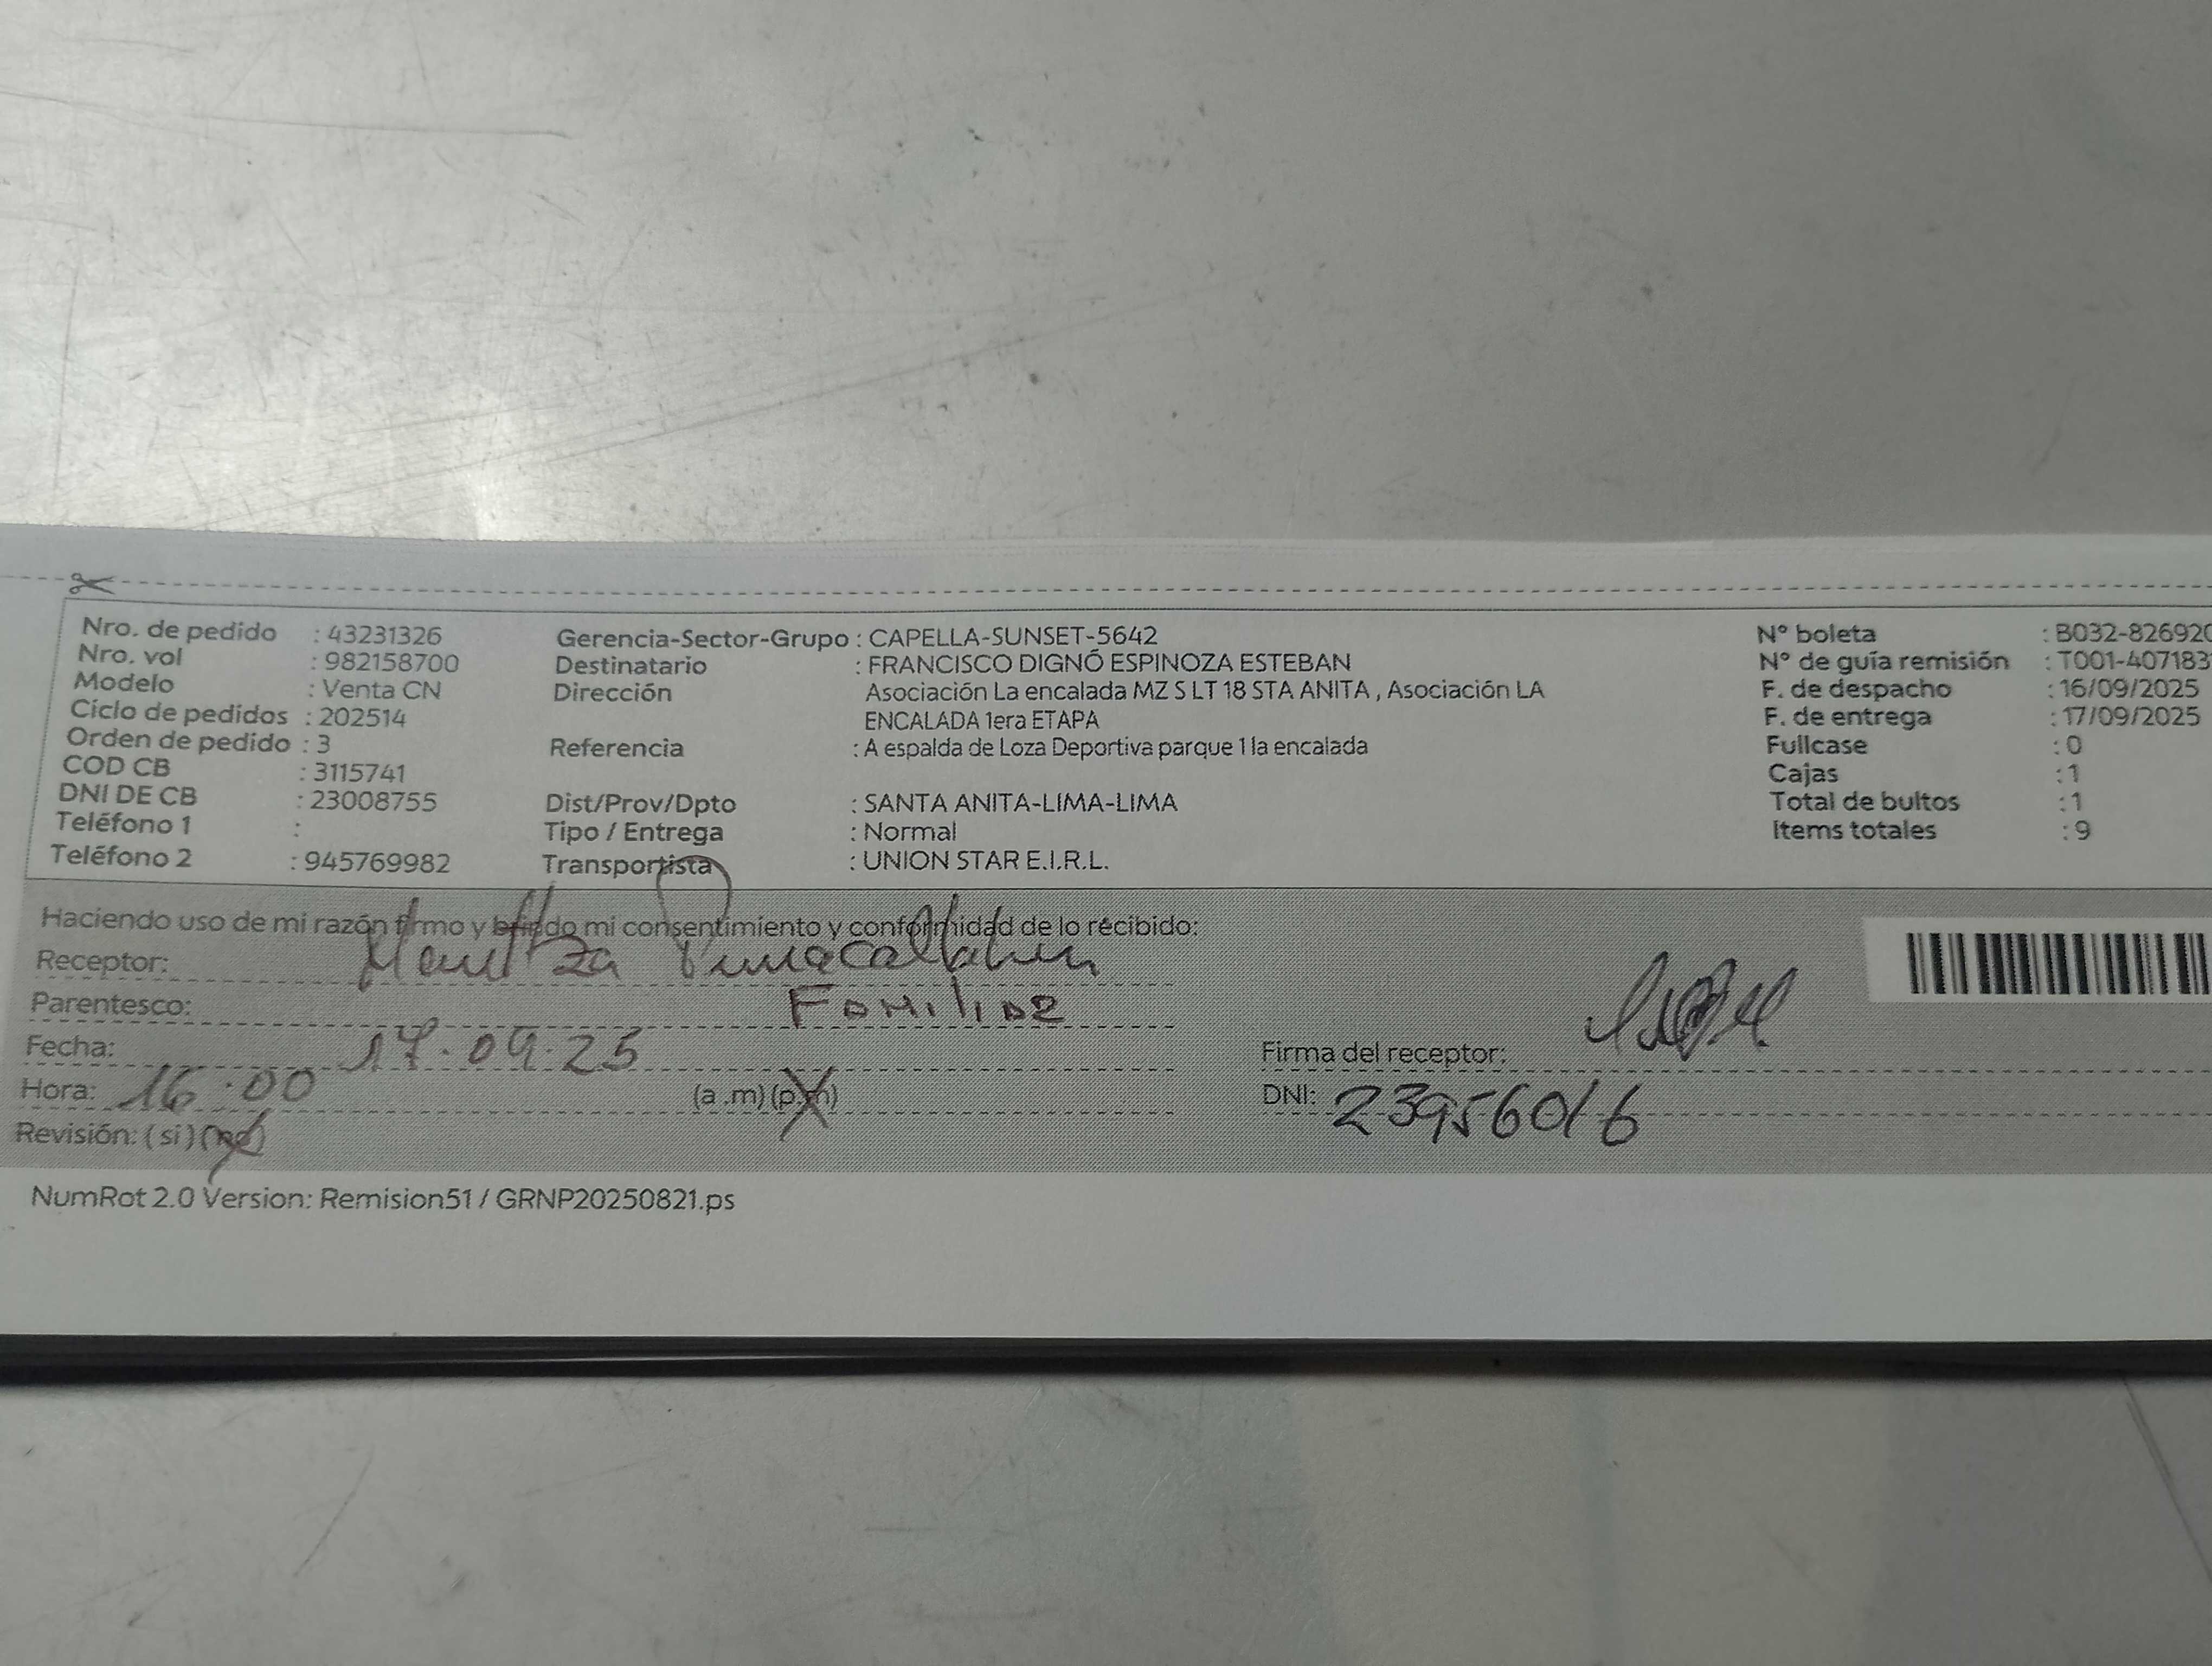 Nro. de pedido : 43231326 Gerencia-Sector-Grupo : CAPELLA-SUNSET-5642 N° boleta : B032-826920
Nro. vol : 982158700 Destinatario : FRANCISCO DIGNÓ ESPINOZA ESTEBAN N° de guía remisión : T001-407183
Modelo : Venta CN Dirección Asociación La encalada MZ S LT 18 STA ANITA , Asociación LA F. de despacho : 16/09/2025
Ciclo de pedidos : 202514 ENCALADA 1era ETAPA F. de entrega : 17/09/2025
Orden de pedido : 3 Referencia : A espalda de Loza Deportiva parque 1 la encalada Fullcase : 0
COD CB : 3115741 Cajas : 1
DNI DE CB : 23008755 Dist/Prov/Dpto : SANTA ANITA-LIMA-LIMA Total de bultos : 1
Teléfono 1 : Tipo / Entrega : Normal Items totales : 9
Teléfono 2 : 945769982 Transportista : UNION STAR E.I.R.L.
Haciendo uso de mi razón firmo y brindo mi consentimiento y conformidad de lo recibido:
Receptor:
Parentesco: FAMILIAR
Fecha: 17.09.25 Firma del receptor:
Hora: 16:00 (a .m) (p.m) DNI: 23956016
Revisión: ( si ) (no)
NumRot 2.0 Version: Remision51 / GRNP20250821.ps